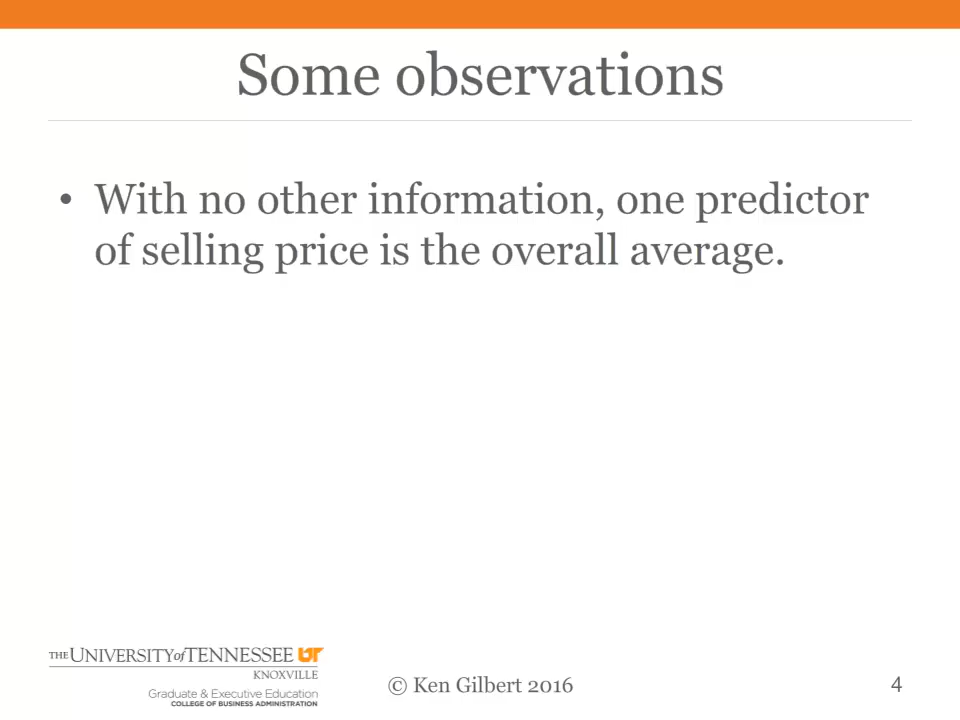 Some observations
• With no other information, one predictor
of selling price is the overall average.
THE UNIVERSITY of TENNESSEE UT
KNOXVILLE
Graduate & Executive Education
COLLEGE OF BUSINESS ADMINISTRATION
© Ken Gilbert 2016
4